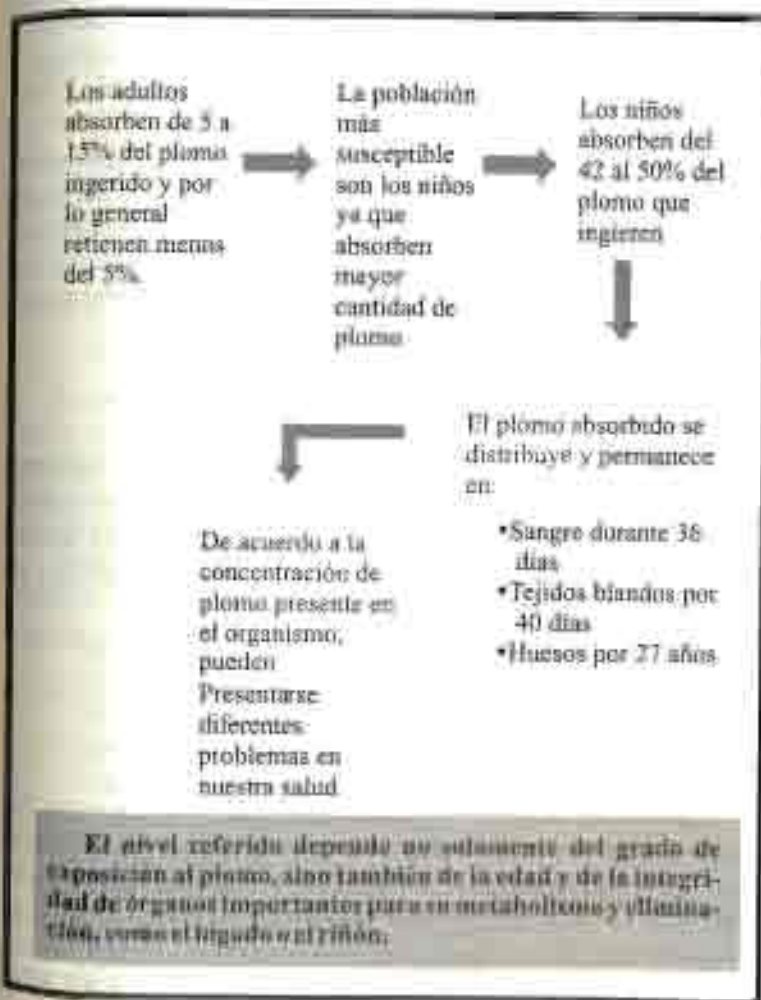 Los adultos
absorben de 5 a
15% del plomo
ingerido y por
lo general
retienen menos
del 5%.
La población
más
susceptible
son los niños
ya que
absorben
mayor
cantidad de
plomo
Los niños
absorben del
42 al 50% del
plomo que
ingieren
El plomo absorbido se
distribuye y permanece
en:
•Sangre durante 36
días
•Tejidos blandos por
40 días
•Huesos por 27 años
De acuerdo a la
concentración de
plomo presente en
el organismo,
pueden
Presentarse
diferentes
problemas en
nuestra salud
El nivel referido depende no solamente del grado de
exposición al plomo, sino también de la edad y de la integri-
dad de órganos importantes para su metabolismo y elimina-
ción, como el hígado o el riñón.